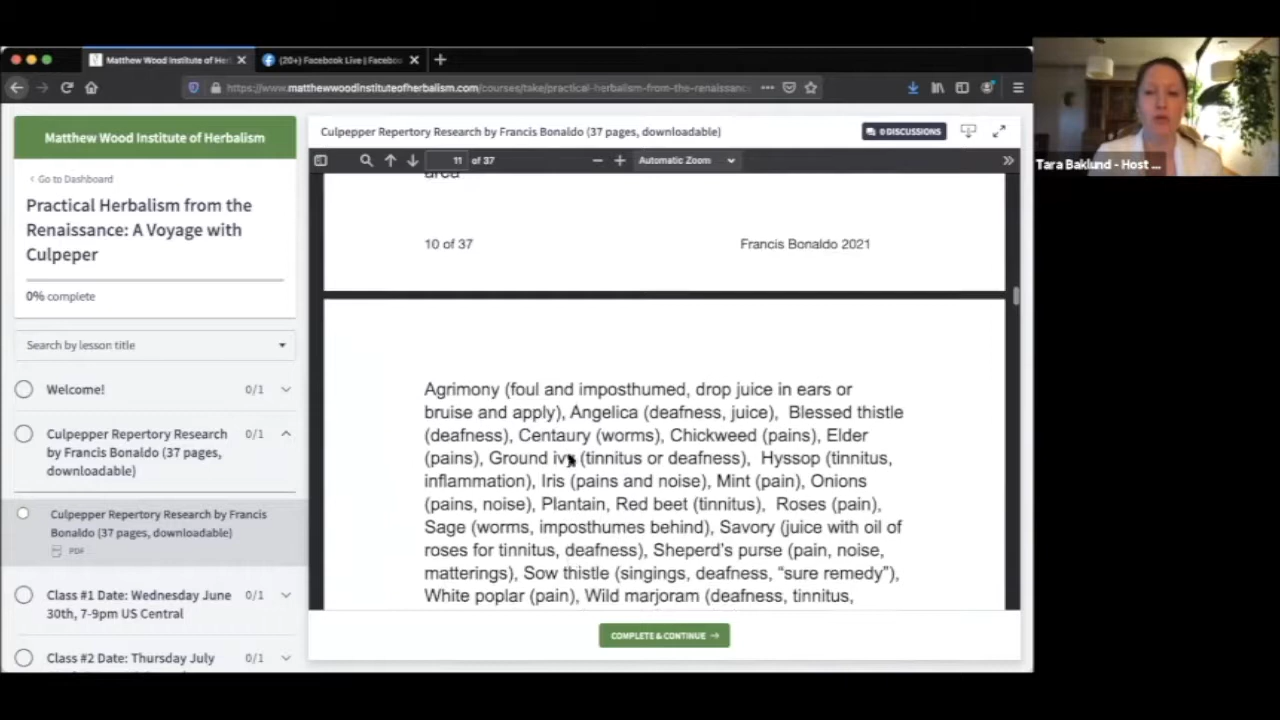 Matthew Wood Institute of Her
(20+) Facebook Live | Facebo
https://www.matthewwoodinstituteofherbalism.com/courses/take/practical-herbalism-from-the-renaissanc
Matthew Wood Institute of Herbalism
‹ Go to Dashboard
Practical Herbalism from the
Renaissance: A Voyage with
Culpeper
0% complete
Search by lesson title
Welcome! 0/1
Culpepper Repertory Research 0/1
by Francis Bonaldo (37 pages,
downloadable)
Culpepper Repertory Research by Francis
Bonaldo (37 pages, downloadable)
PDF
Class #1 Date: Wednesday June 0/1
30th, 7-9pm US Central
Class #2 Date: Thursday July 0/1
Culpepper Repertory Research by Francis Bonaldo (37 pages, downloadable)
0 DISCUSSIONS
11 of 37
Automatic Zoom
area
10 of 37 Francis Bonaldo 2021
Agrimony (foul and imposthumed, drop juice in ears or
bruise and apply), Angelica (deafness, juice), Blessed thistle
(deafness), Centaury (worms), Chickweed (pains), Elder
(pains), Ground ivy (tinnitus or deafness), Hyssop (tinnitus,
inflammation), Iris (pains and noise), Mint (pain), Onions
(pains, noise), Plantain, Red beet (tinnitus), Roses (pain),
Sage (worms, imposthumes behind), Savory (juice with oil of
roses for tinnitus, deafness), Sheperd's purse (pain, noise,
matterings), Sow thistle (singings, deafness, “sure remedy”),
White poplar (pain), Wild marjoram (deafness, tinnitus,
COMPLETE & CONTINUE →
Tara Baklund - Host ...